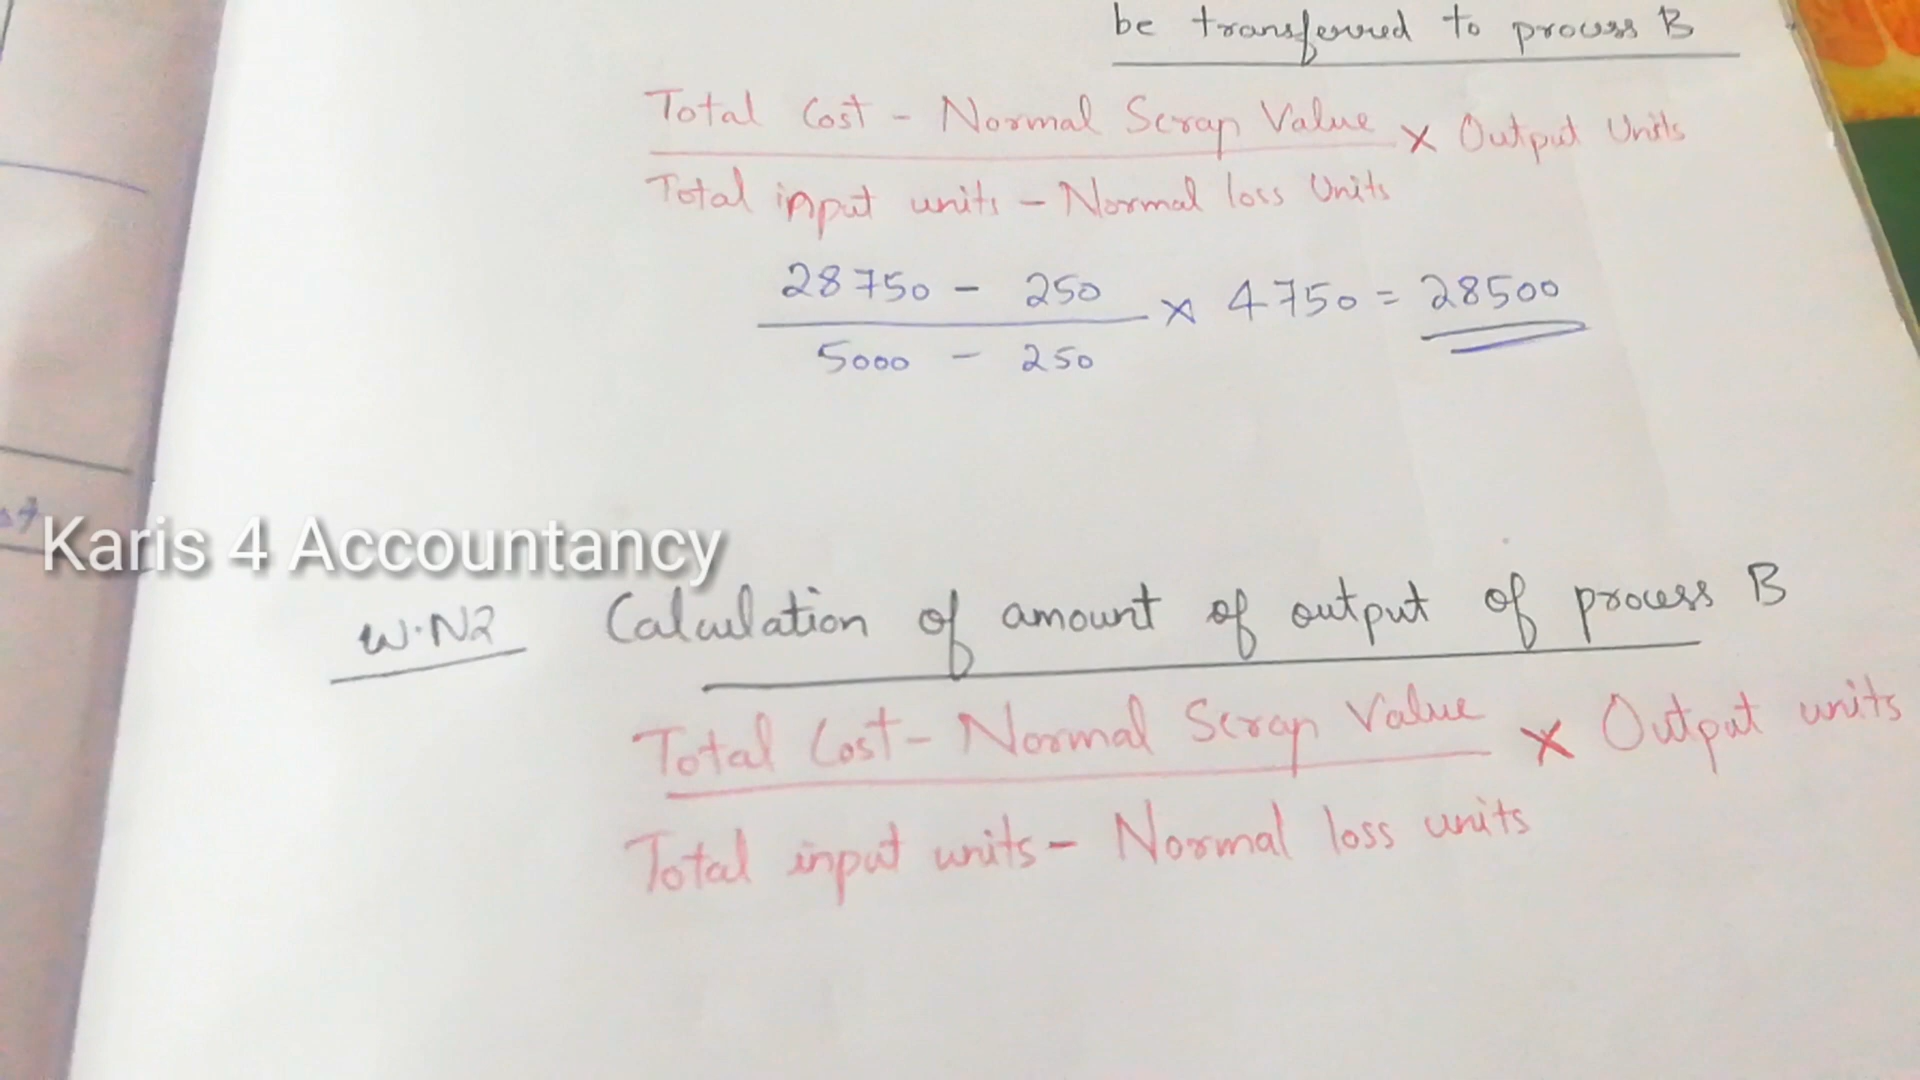 be transferred to process B
Total Cost - Normal Scrap Value × Output Units
Total input units - Normal loss Units
28750 - 250 × 4750 = 28500
5000 - 250
Karis 4 Accountancy
W.N2 Calculation of amount of output of process B
Total Cost - Normal Scrap Value × Output units
Total input units - Normal loss units